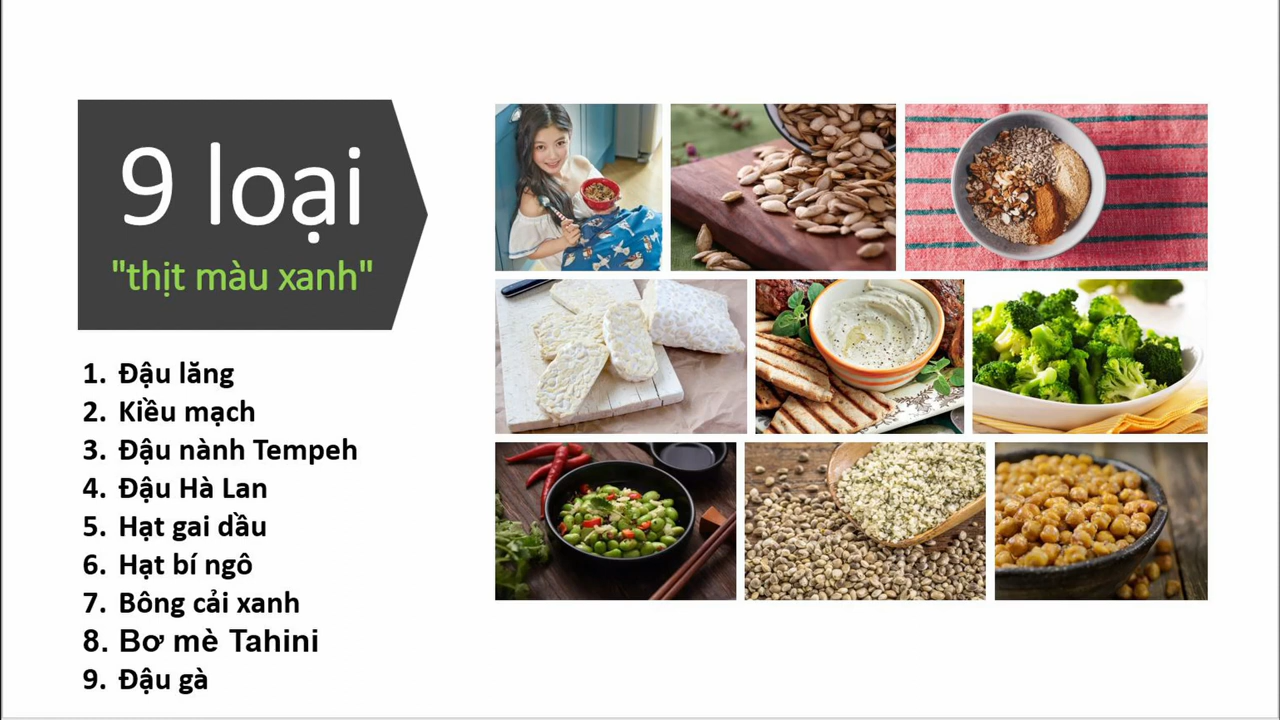 9 loại
"thịt màu xanh"
1. Đậu lăng
2. Kiều mạch
3. Đậu nành Tempeh
4. Đậu Hà Lan
5. Hạt gai dầu
6. Hạt bí ngô
7. Bông cải xanh
8. Bơ mè Tahini
9. Đậu gà